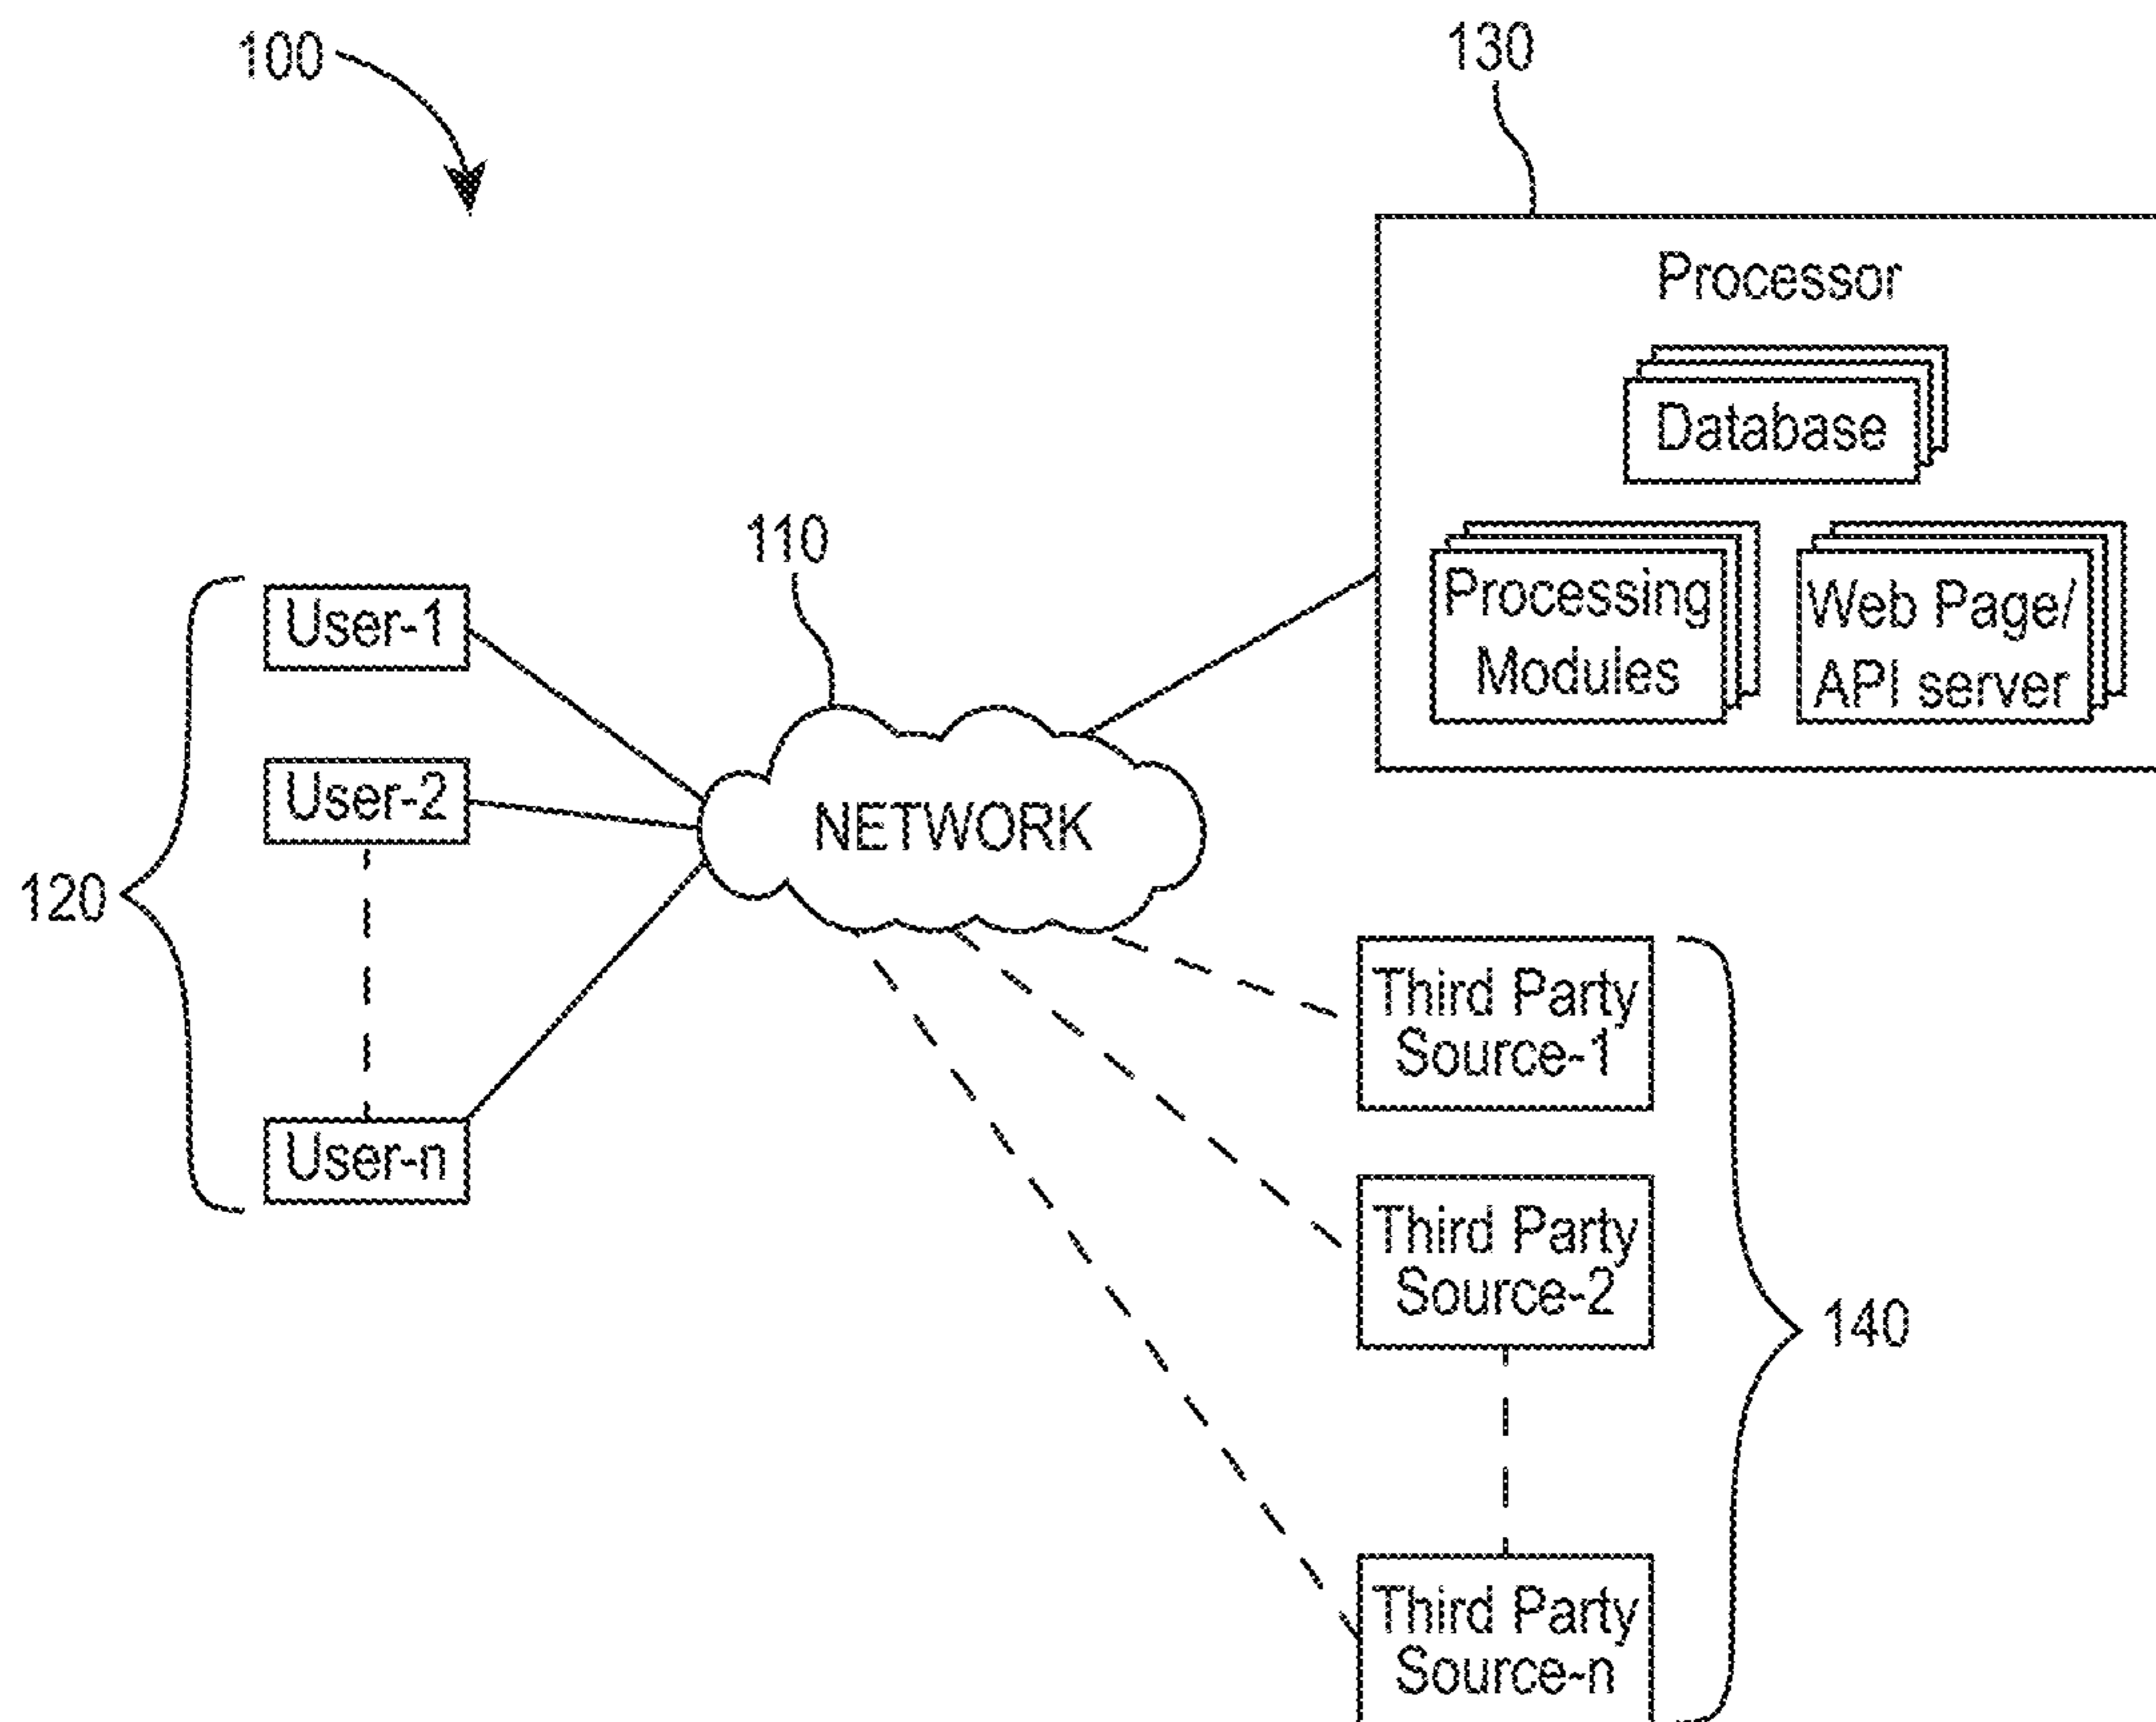 100
130
Processor
Database
Processing
Modules
Web Page/
API server
110
User-1
User-2
User-n
120
NETWORK
Third Party
Source-1
Third Party
Source-2
Third Party
Source-n
140